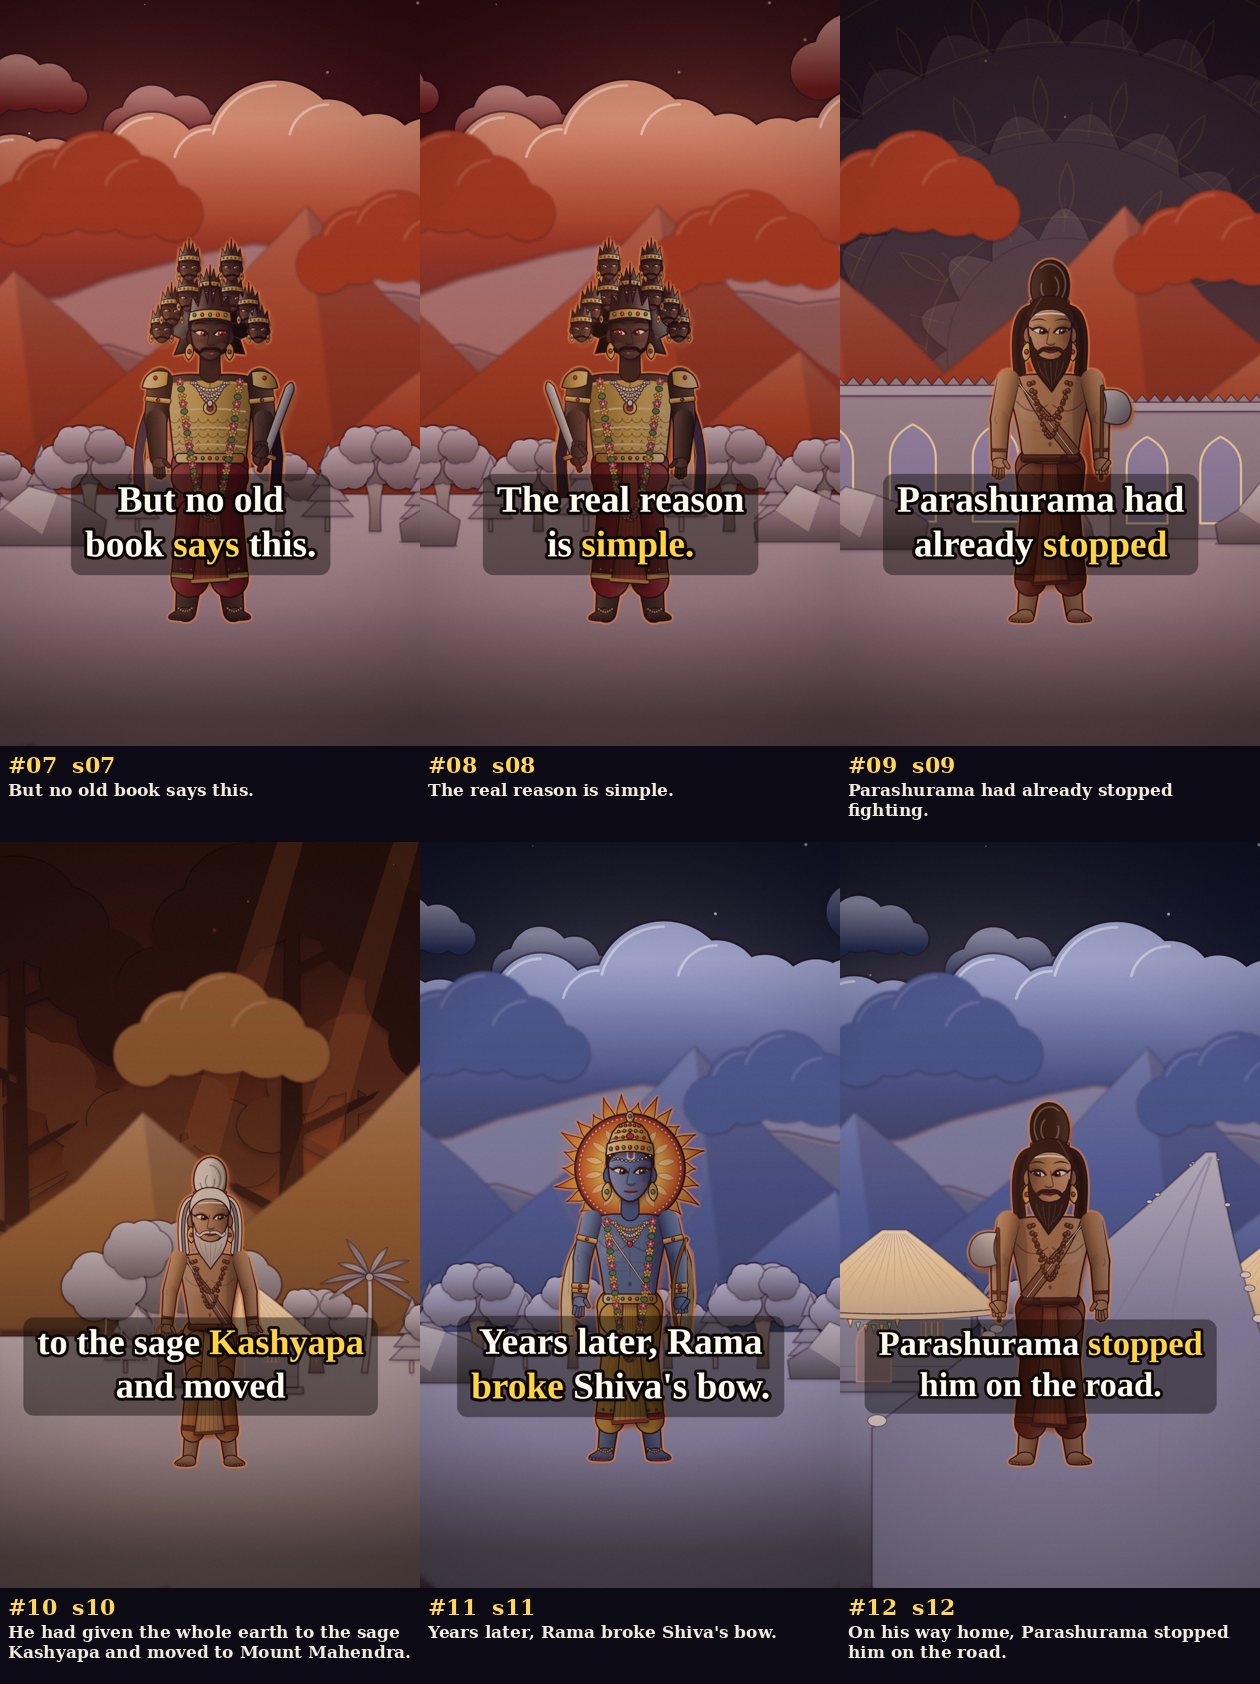 But no old
book says this.
The real reason
is simple.
Parashurama had
already stopped
#07 s07
But no old book says this.
#08 s08
The real reason is simple.
#09 s09
Parashurama had already stopped
fighting.
to the sage Kashyapa
and moved
Years later, Rama
broke Shiva's bow.
Parashurama stopped
him on the road.
#10 s10
He had given the whole earth to the sage
Kashyapa and moved to Mount Mahendra.
#11 s11
Years later, Rama broke Shiva's bow.
#12 s12
On his way home, Parashurama stopped
him on the road.